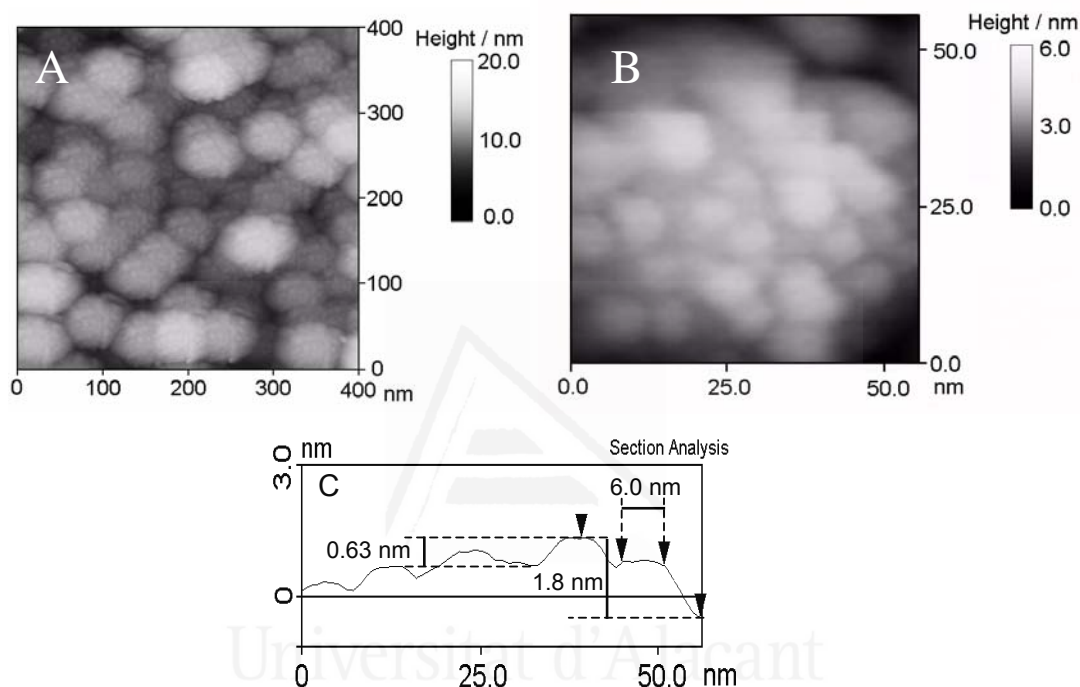 A
400
300
200
100
0
0 100 200 300 400 nm
Height / nm
20.0
10.0
0.0
B
50.0
25.0
0.0
0.0 25.0 50.0 nm
Height / nm
6.0
3.0
0.0
3.0 nm
Section Analysis
C
6.0 nm
0.63 nm
1.8 nm
0
0 25.0 50.0 nm
Universitat d'Alacant